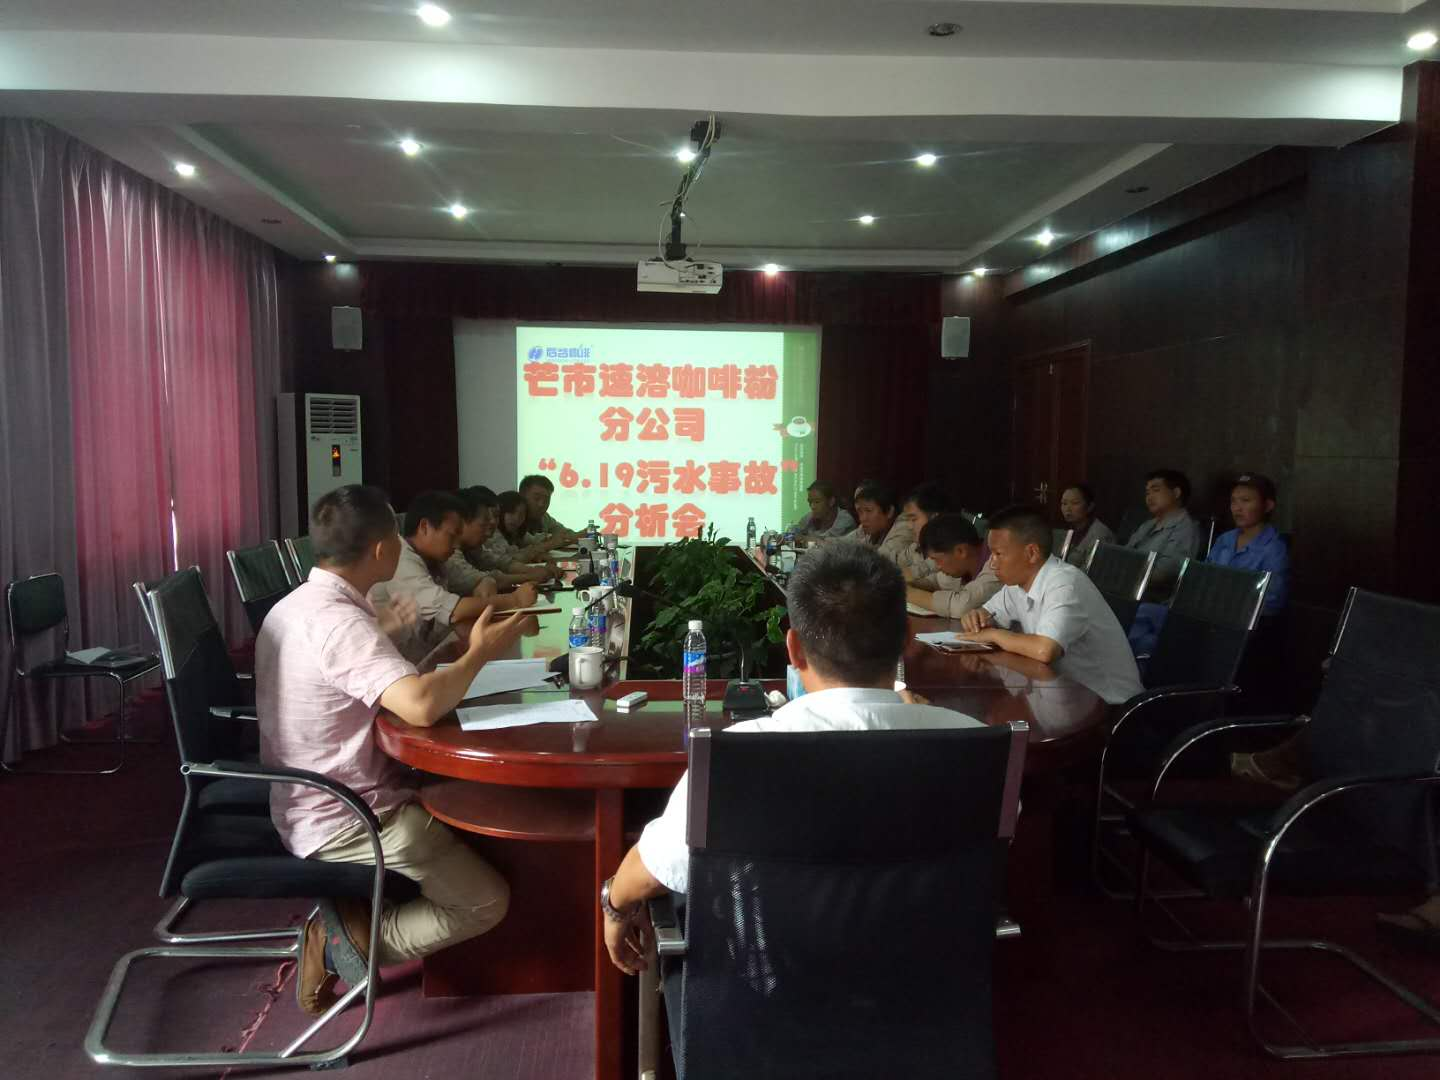 后谷咖啡
芒市速溶咖啡粉
分公司
“6.19污水事故”
分析会